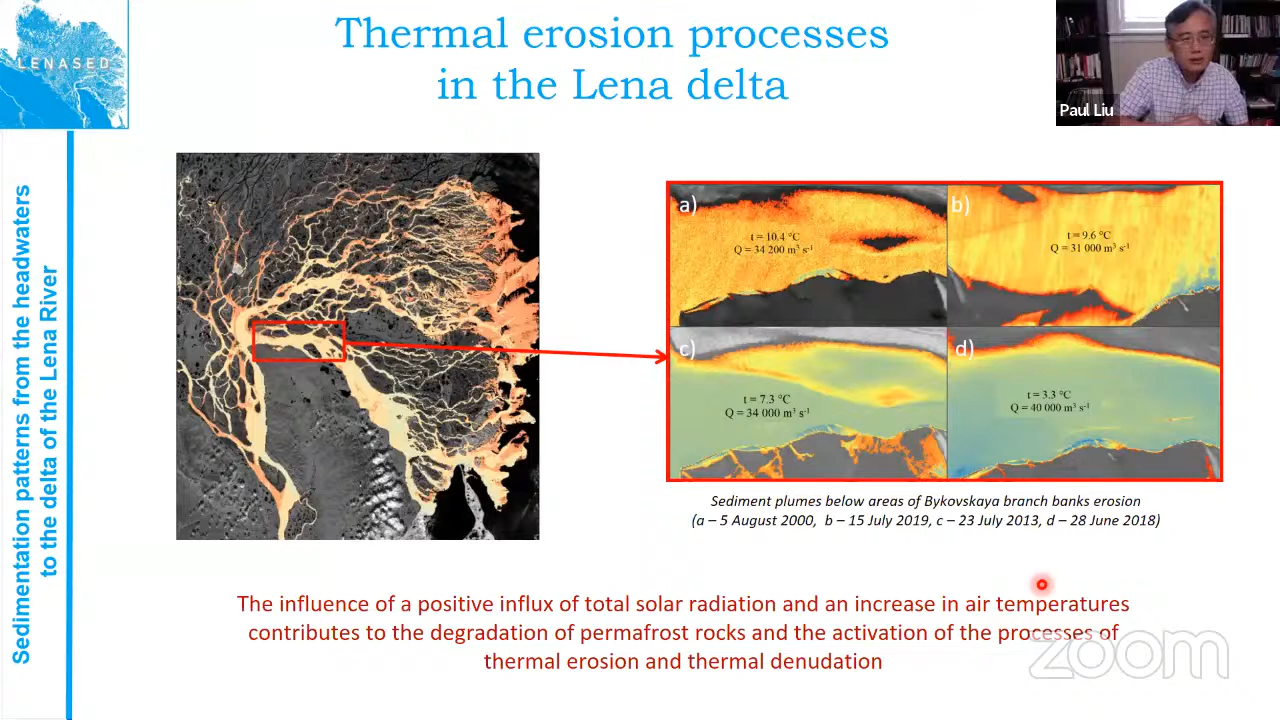 LENASED
Thermal erosion processes
in the Lena delta
Paul Liu
Sedimentation patterns from the headwaters
to the delta of the Lena River
a)
t = 10.4 °C
Q = 34 200 m³ s⁻¹
b)
t = 9.6 °C
Q = 31 000 m³ s⁻¹
c)
t = 7.3 °C
Q = 34 000 m³ s⁻¹
d)
t = 3.3 °C
Q = 40 000 m³ s⁻¹
Sediment plumes below areas of Bykovskaya branch banks erosion
(a – 5 August 2000, b – 15 July 2019, c – 23 July 2013, d – 28 June 2018)
The influence of a positive influx of total solar radiation and an increase in air temperatures
contributes to the degradation of permafrost rocks and the activation of the processes of
thermal erosion and thermal denudation
zoom